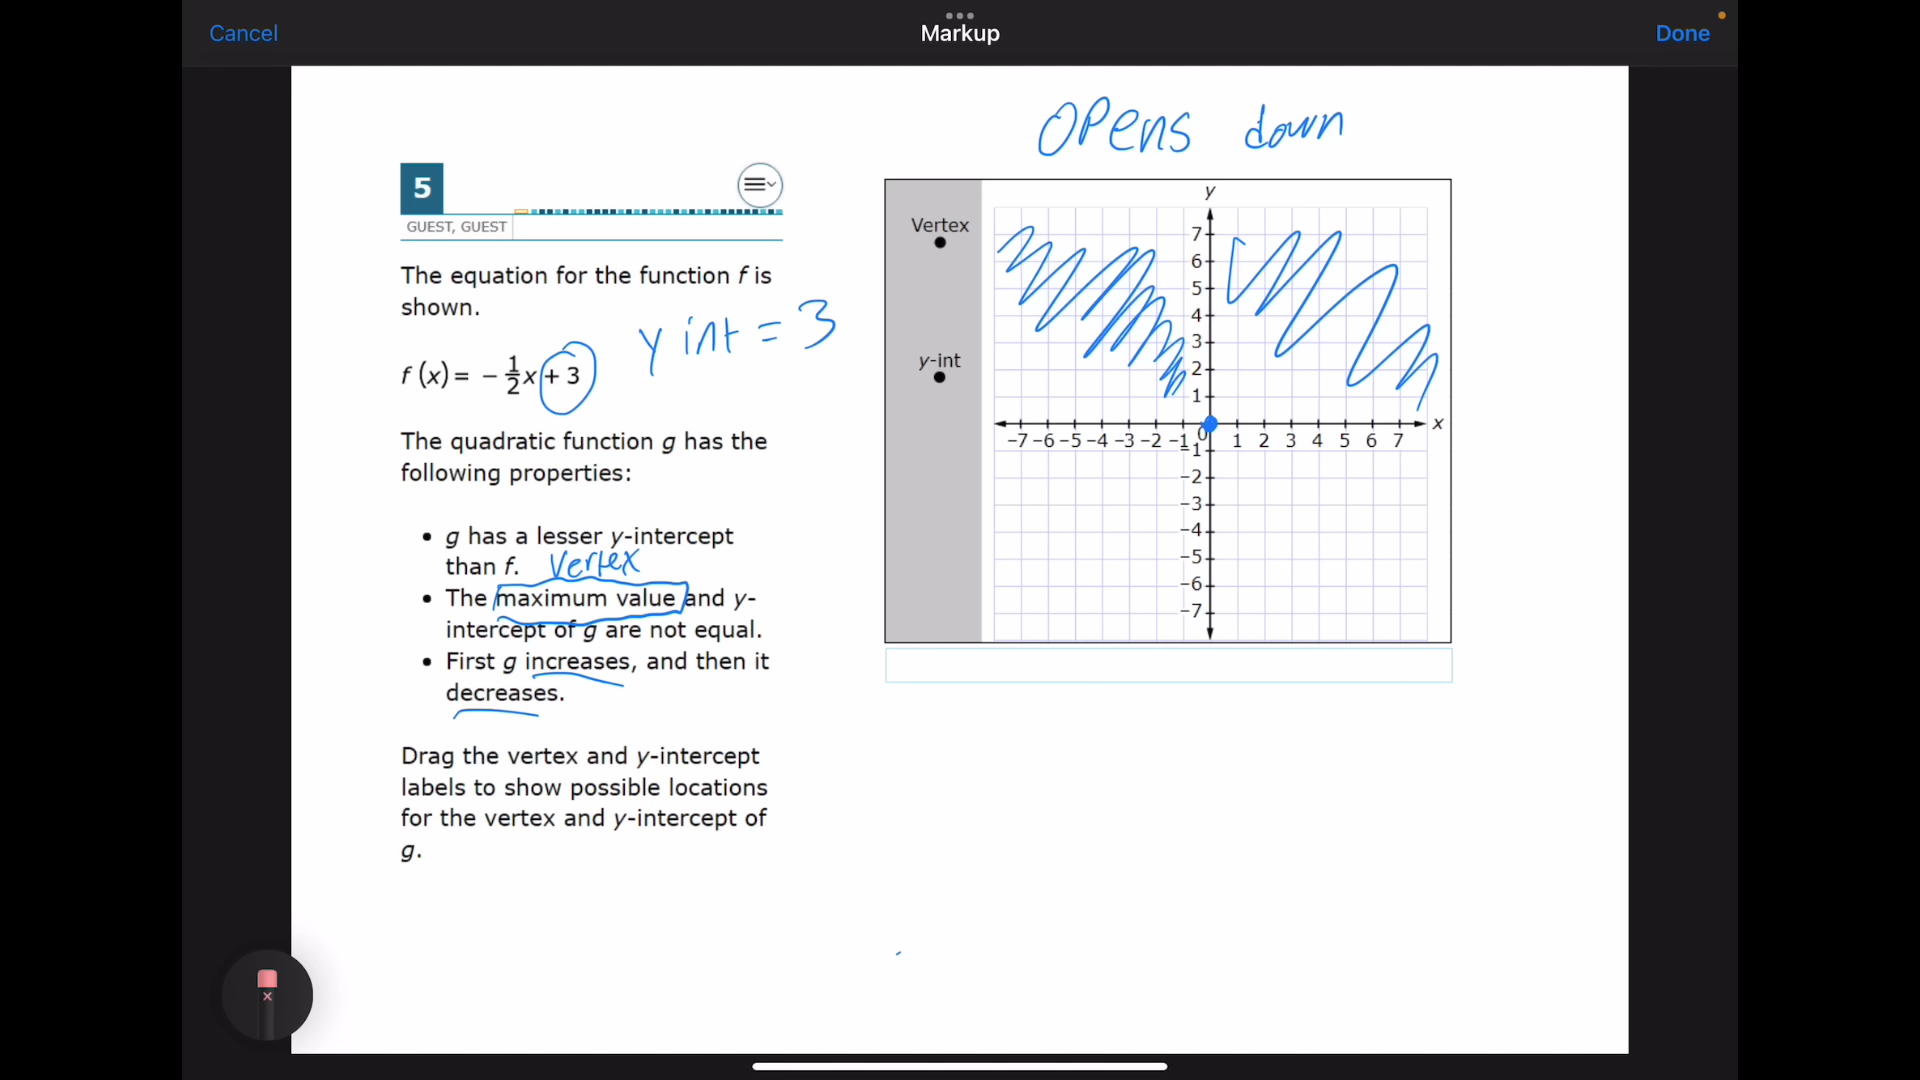 Cancel
Markup
Done
OPens down
5
GUEST, GUEST
The equation for the function f is
shown.
y int = 3
f (x) = − 1/2 x + 3
The quadratic function g has the
following properties:
• g has a lesser y-intercept
than f.
vertex
• The maximum value and y-
intercept of g are not equal.
• First g increases, and then it
decreases.
Drag the vertex and y-intercept
labels to show possible locations
for the vertex and y-intercept of
g.
Vertex
y-int
y
7
6
5
4
3
2
1
−7 −6 −5 −4 −3 −2 −1 0 1 2 3 4 5 6 7
x
−1
−2
−3
−4
−5
−6
−7